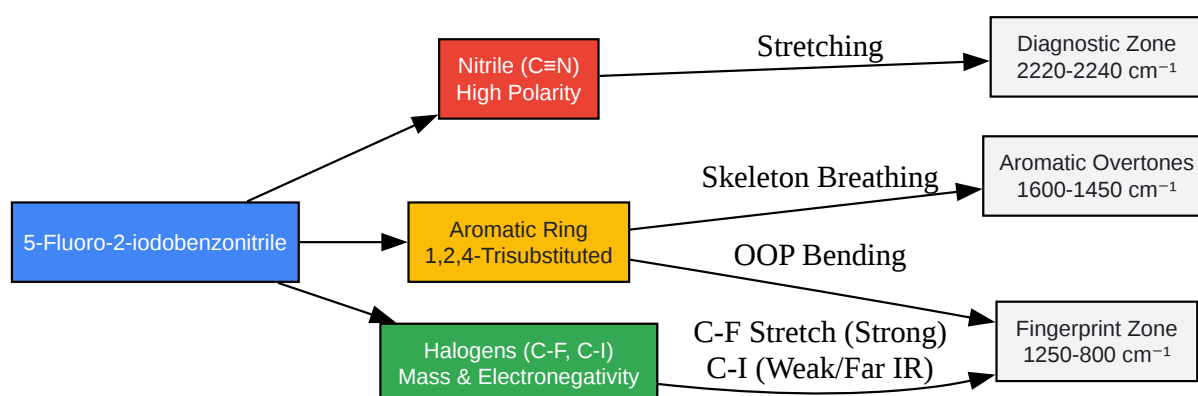 Nitrile (C≡N)
High Polarity
Stretching
Diagnostic Zone
2220-2240 cm⁻¹
5-Fluoro-2-iodobenzonitrile
Aromatic Ring
1,2,4-Trisubstituted
Skeleton Breathing
Aromatic Overtones
1600-1450 cm⁻¹
OOP Bending
Halogens (C-F, C-I)
Mass & Electronegativity
C-F Stretch (Strong)
C-I (Weak/Far IR)
Fingerprint Zone
1250-800 cm⁻¹